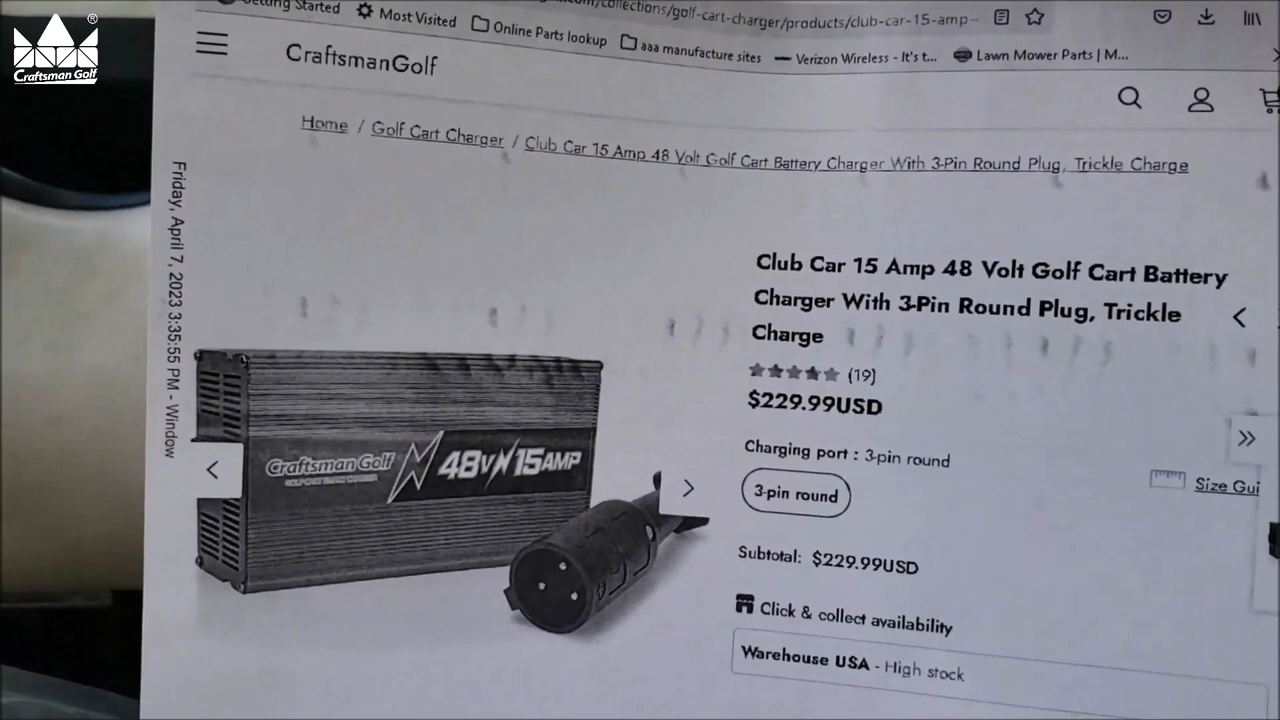 Craftsman Golf
Getting Started
Most Visited
Online Parts lookup
aaa manufacture sites
Verizon Wireless - It's t...
Lawn Mower Parts | M...
/collections/golf-cart-charger/products/club-car-15-amp-
CraftsmanGolf
Home / Golf Cart Charger / Club Car 15 Amp 48 Volt Golf Cart Battery Charger With 3-Pin Round Plug, Trickle Charge
Friday, April 7, 2023 3:35:55 PM - Window
Craftsman Golf
48V 15AMP
Club Car 15 Amp 48 Volt Golf Cart Battery
Charger With 3-Pin Round Plug, Trickle
Charge
(19)
$229.99USD
Charging port : 3-pin round
3-pin round
Size Gui
Subtotal: $229.99USD
Click & collect availability
Warehouse USA - High stock